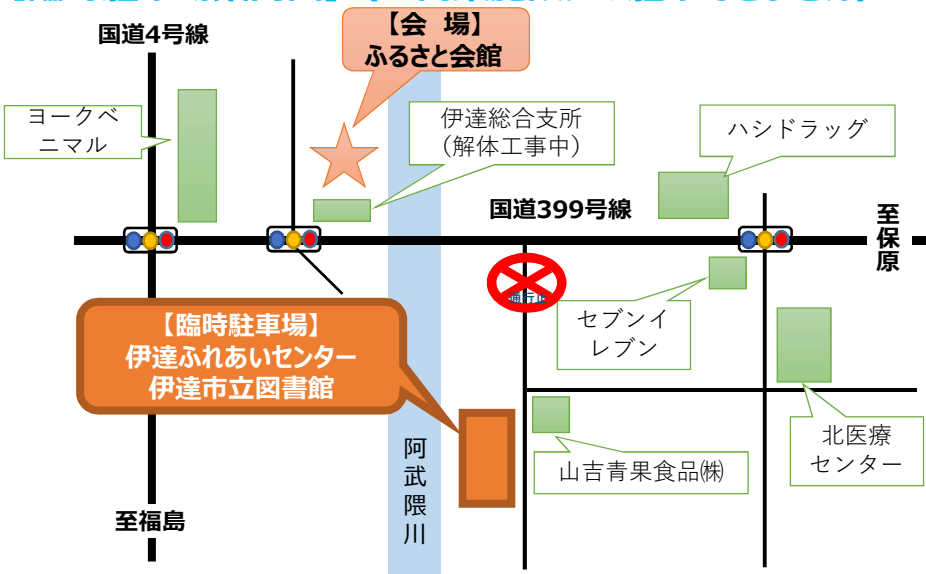 国道4号線
【会 場】
ふるさと会館
ヨークベ
ニマル
伊達総合支所
（解体工事中）
ハシドラッグ
国道399号線
至保原
通行止
セブンイ
レブン
【臨時駐車場】
伊達ふれあいセンター
伊達市立図書館
阿武隈川
山吉青果食品㈱
北医療
センター
至福島